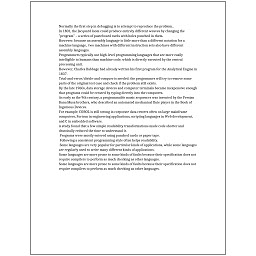 Normally the first step in debugging is to attempt to reproduce the problem.
In 1801, the Jacquard loom could produce entirely different weaves by changing the
"program" - a series of pasteboard cards with holes punched in them.
However, because an assembly language is little more than a different notation for a
machine language, two machines with different instruction sets also have different
assembly languages.
Programmers typically use high-level programming languages that are more easily
intelligible to humans than machine code, which is directly executed by the central
processing unit.
However, Charles Babbage had already written his first program for the Analytical Engine in
1837.
Trial-and-error/divide-and-conquer is needed: the programmer will try to remove some
parts of the original test case and check if the problem still exists.
By the late 1960s, data storage devices and computer terminals became inexpensive enough
that programs could be created by typing directly into the computers.
As early as the 9th century, a programmable music sequencer was invented by the Persian
Banu Musa brothers, who described an automated mechanical flute player in the Book of
Ingenious Devices.
For example, COBOL is still strong in corporate data centers often on large mainframe
computers, Fortran in engineering applications, scripting languages in Web development,
and C in embedded software.
A study found that a few simple readability transformations made code shorter and
drastically reduced the time to understand it.
Programs were mostly entered using punched cards or paper tape.
Following a consistent programming style often helps readability.
Some languages are very popular for particular kinds of applications, while some languages
are regularly used to write many different kinds of applications.
Some languages are more prone to some kinds of faults because their specification does not
require compilers to perform as much checking as other languages.
Some languages are more prone to some kinds of faults because their specification does not
require compilers to perform as much checking as other languages.